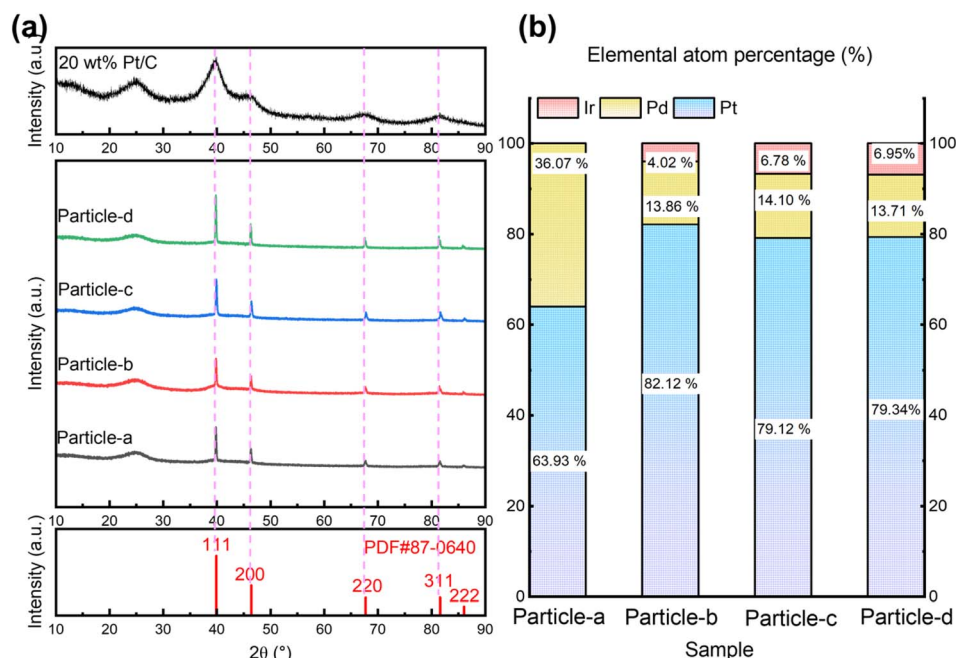 (a)
Intensity (a.u.)
20 wt% Pt/C
10 20 30 40 50 60 70 80 90
Intensity (a.u.)
Particle-d
Particle-c
Particle-b
Particle-a
10 20 30 40 50 60 70 80 90
Intensity (a.u.)
PDF#87-0640
111
200
220
311
222
10 20 30 40 50 60 70 80 90
2θ (°)
(b)
Elemental atom percentage (%)
Ir Pd Pt
100 100
80 80
60 60
40 40
20 20
0 0
36.07 % 4.02 % 6.78 % 6.95%
13.86 % 14.10 % 13.71 %
63.93 % 82.12 % 79.12 % 79.34%
Particle-a Particle-b Particle-c Particle-d
Sample